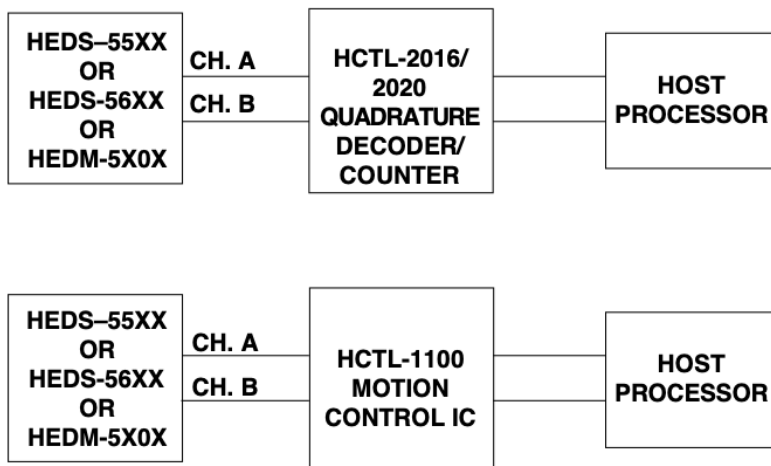 HEDS–55XX
OR
HEDS-56XX
OR
HEDM-5X0X
CH. A
CH. B
HCTL-2016/
2020
QUADRATURE
DECODER/
COUNTER
HOST
PROCESSOR
HEDS–55XX
OR
HEDS-56XX
OR
HEDM-5X0X
CH. A
CH. B
HCTL-1100
MOTION
CONTROL IC
HOST
PROCESSOR